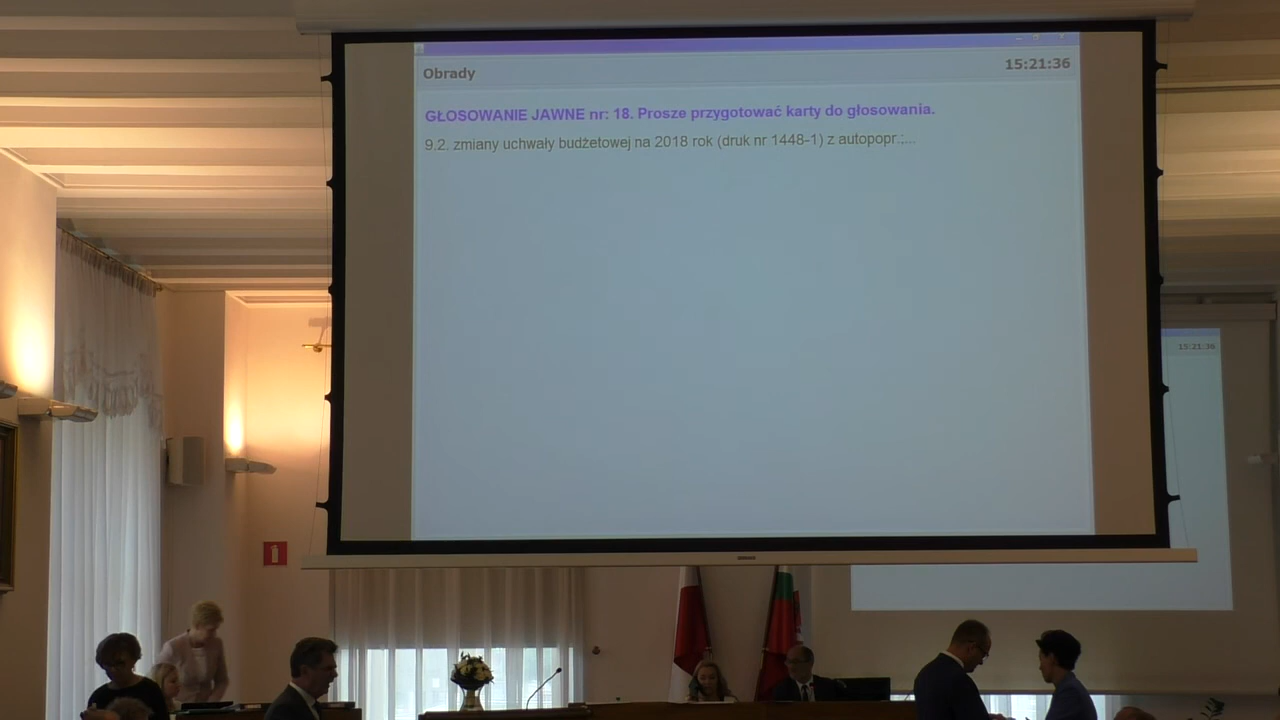 Obrady
15:21:36
GŁOSOWANIE JAWNE nr: 18. Prosze przygotować karty do głosowania.
9.2. zmiany uchwały budżetowej na 2018 rok (druk nr 1448-1) z autopopr.;...
15:21:36